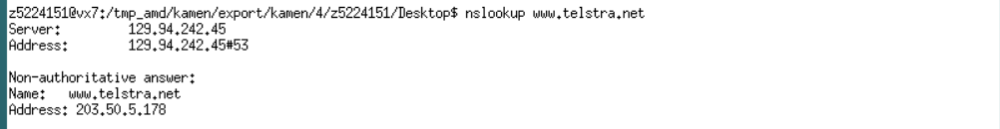 z5224151@vx7:/tmp_amd/kamen/export/kamen/4/z5224151/Desktop$ nslookup www.telstra.net
Server:         129.94.242.45
Address:        129.94.242.45#53

Non-authoritative answer:
Name:   www.telstra.net
Address: 203.50.5.178